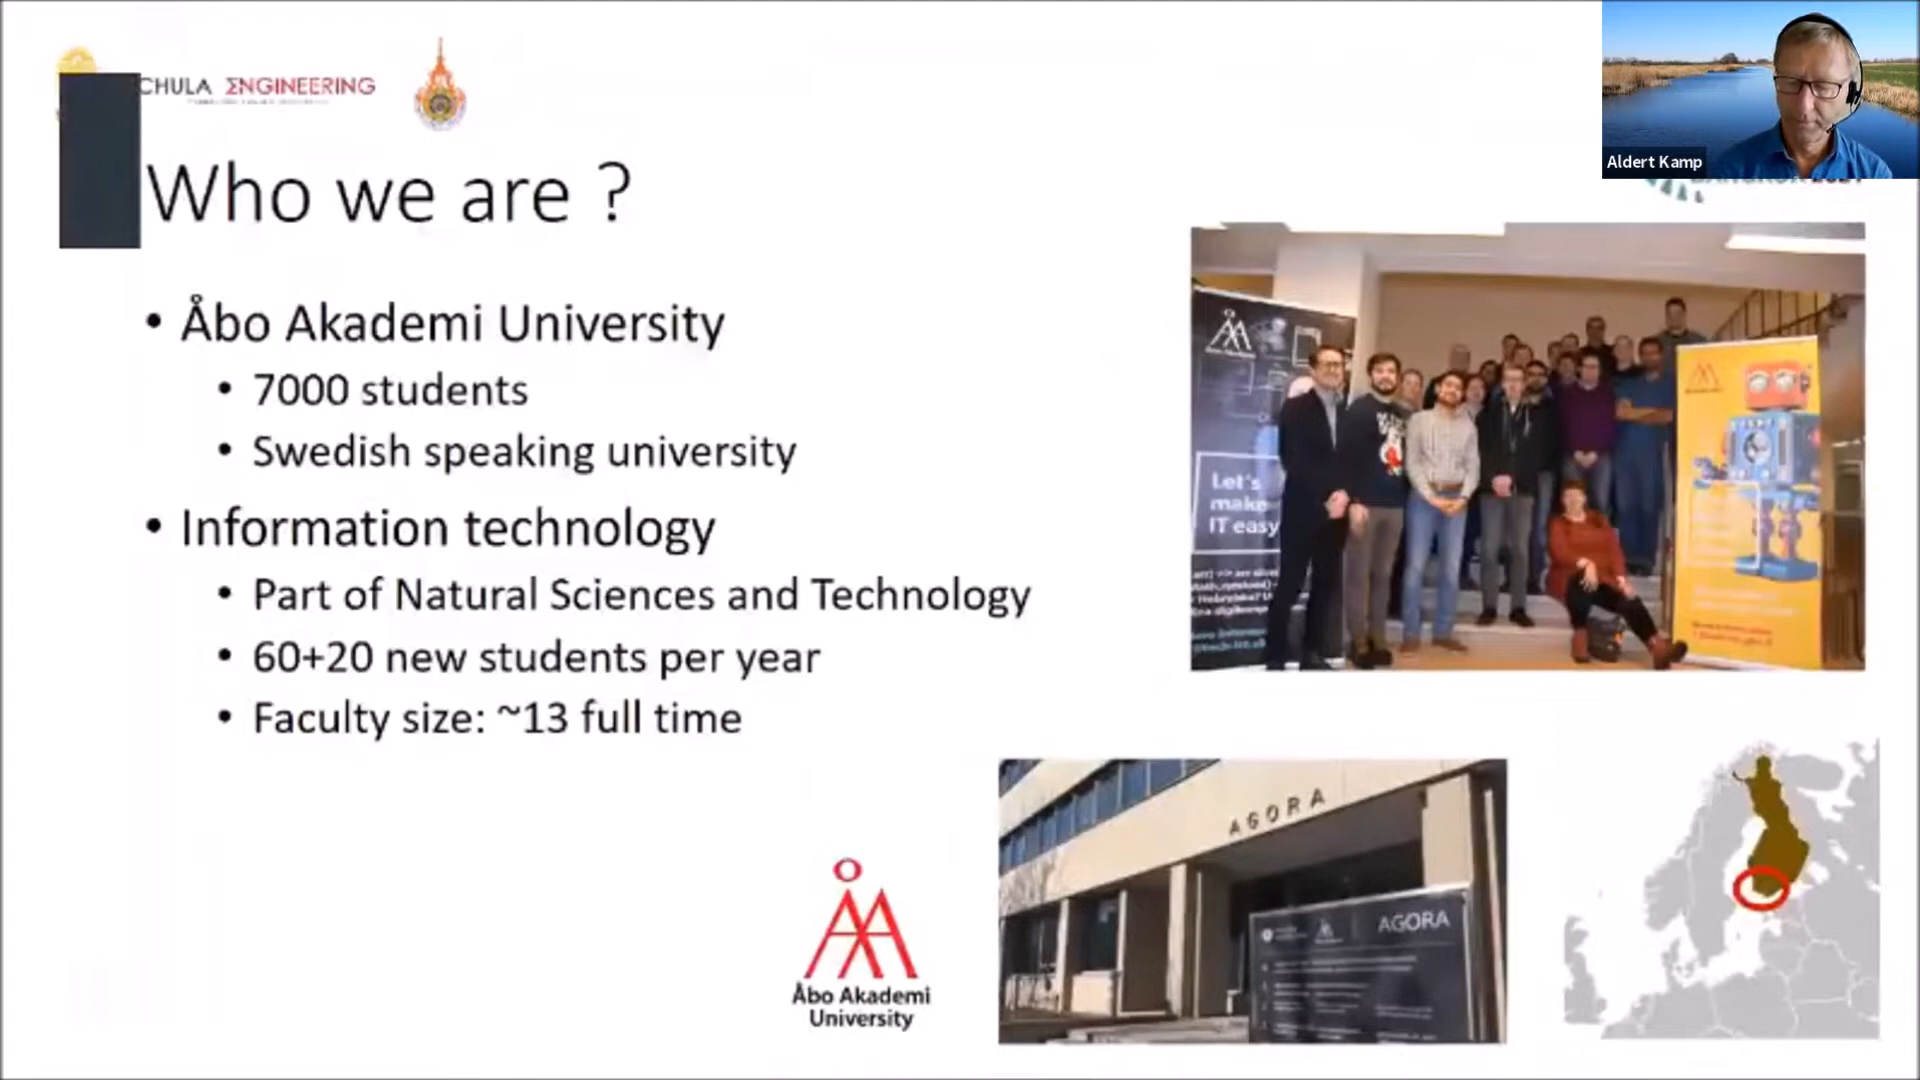 CHULA ΣNGINEERING
Aldert Kamp
Who we are ?
• Åbo Akademi University
• 7000 students
• Swedish speaking university
• Information technology
• Part of Natural Sciences and Technology
• 60+20 new students per year
• Faculty size: ~13 full time
Let's
make
IT easy
AGORA
AGORA
Åbo Akademi
University